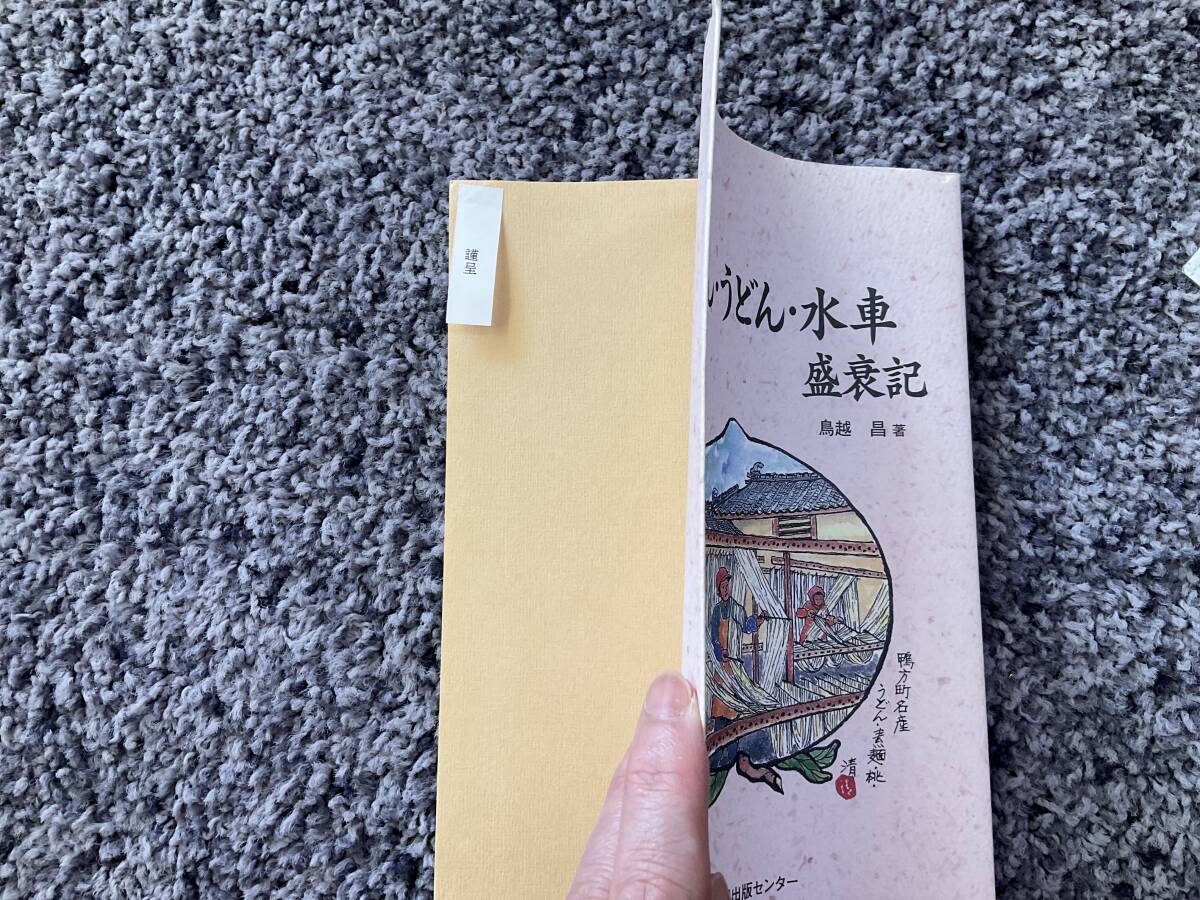 謹呈
うどん・水車
盛衰記
鳥越 昌 著
鴨方町名産
うどん・素麺・桃・
清
出版センター